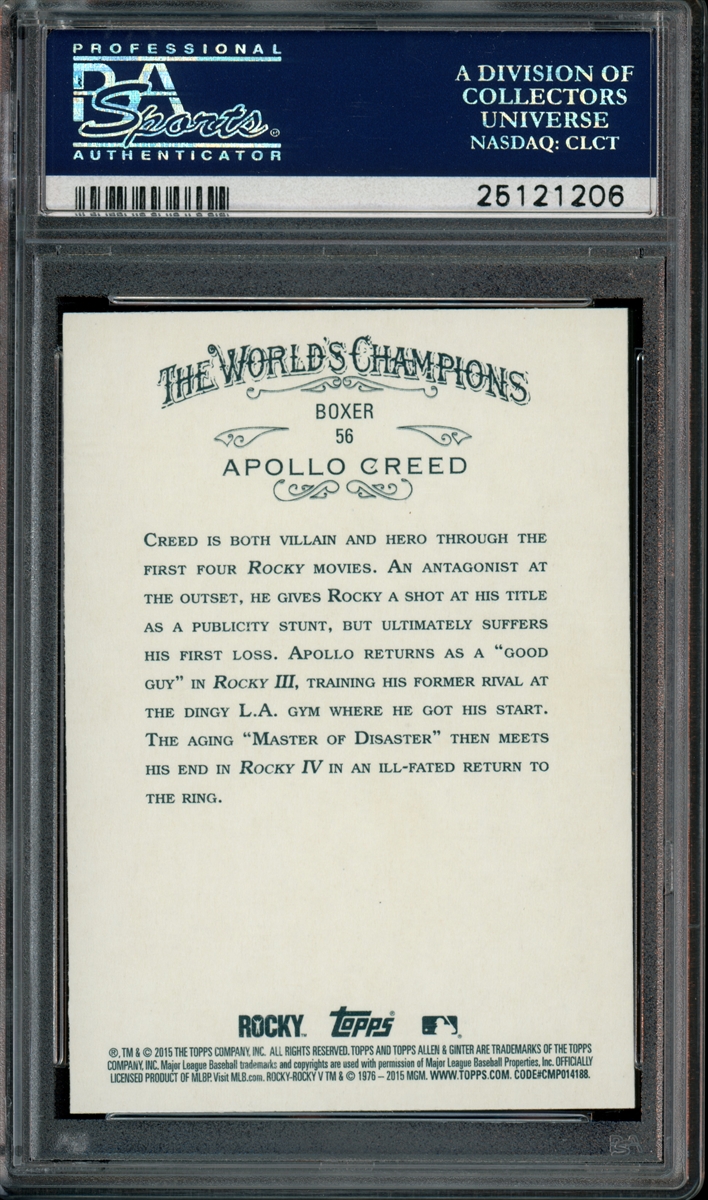 PROFESSIONAL
PSA
Sports
AUTHENTICATOR
A DIVISION OF
COLLECTORS
UNIVERSE
NASDAQ: CLCT
25121206
THE WORLD'S CHAMPIONS
BOXER
56
APOLLO CREED
CREED IS BOTH VILLAIN AND HERO THROUGH THE
FIRST FOUR ROCKY MOVIES. AN ANTAGONIST AT
THE OUTSET, HE GIVES ROCKY A SHOT AT HIS TITLE
AS A PUBLICITY STUNT, BUT ULTIMATELY SUFFERS
HIS FIRST LOSS. APOLLO RETURNS AS A “GOOD
GUY” IN ROCKY III, TRAINING HIS FORMER RIVAL AT
THE DINGY L.A. GYM WHERE HE GOT HIS START.
THE AGING “MASTER OF DISASTER” THEN MEETS
HIS END IN ROCKY IV IN AN ILL-FATED RETURN TO
THE RING.
ROCKY™ Topps®
®, TM & © 2015 THE TOPPS COMPANY, INC. ALL RIGHTS RESERVED. TOPPS AND TOPPS ALLEN & GINTER ARE TRADEMARKS OF THE TOPPS
COMPANY, INC. Major League Baseball trademarks and copyrights are used with permission of Major League Baseball Properties, Inc. OFFICIALLY
LICENSED PRODUCT OF MLBP. Visit MLB.com. ROCKY-ROCKY V TM & © 1976 – 2015 MGM. WWW.TOPPS.COM. CODE#CMP014188.
PSA